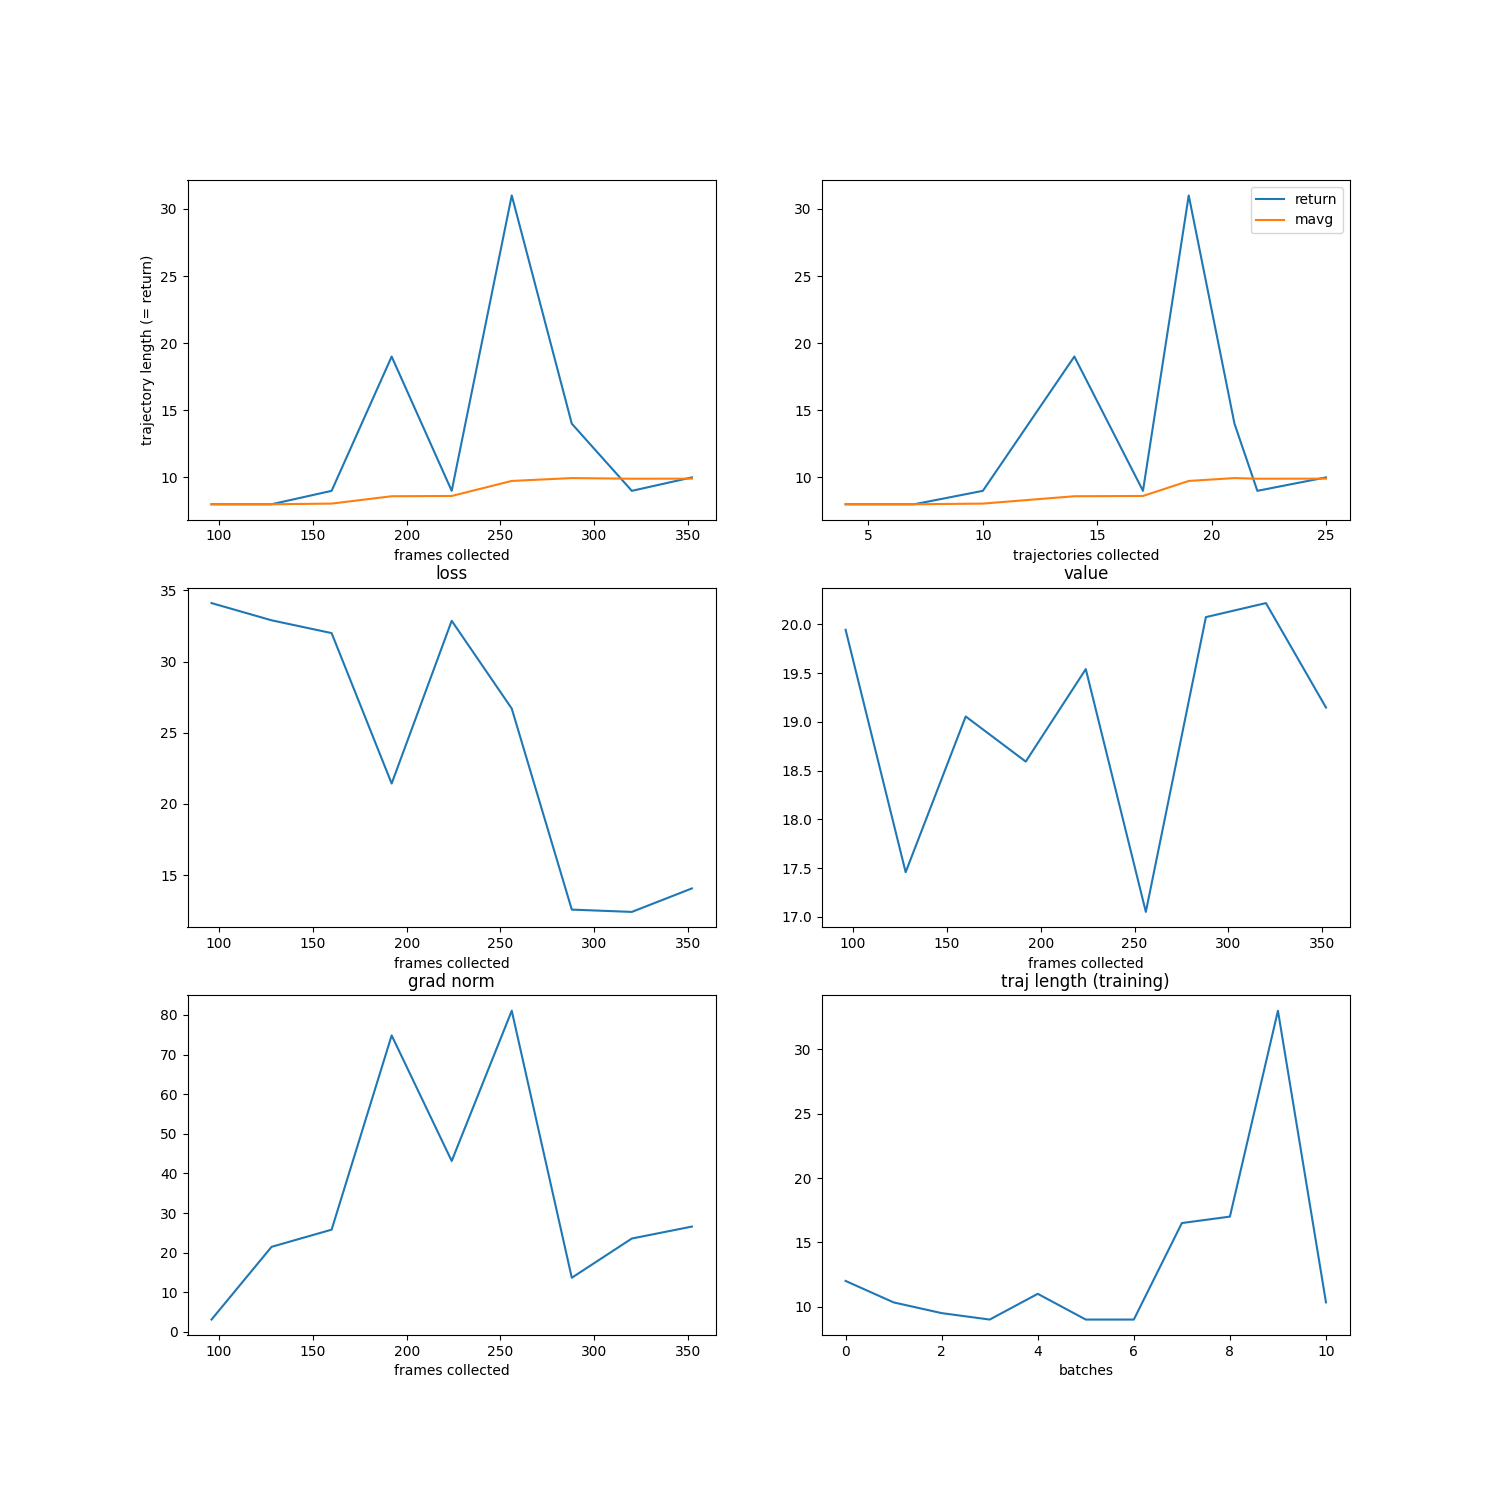 30
25
20
15
10
trajectory length (= return)
100 150 200 250 300 350
frames collected
return
mavg
30
25
20
15
10
5 10 15 20 25
trajectories collected
loss
35
30
25
20
15
100 150 200 250 300 350
frames collected
value
20.0
19.5
19.0
18.5
18.0
17.5
17.0
100 150 200 250 300 350
frames collected
grad norm
80
70
60
50
40
30
20
10
0
100 150 200 250 300 350
frames collected
traj length (training)
30
25
20
15
10
0 2 4 6 8 10
batches